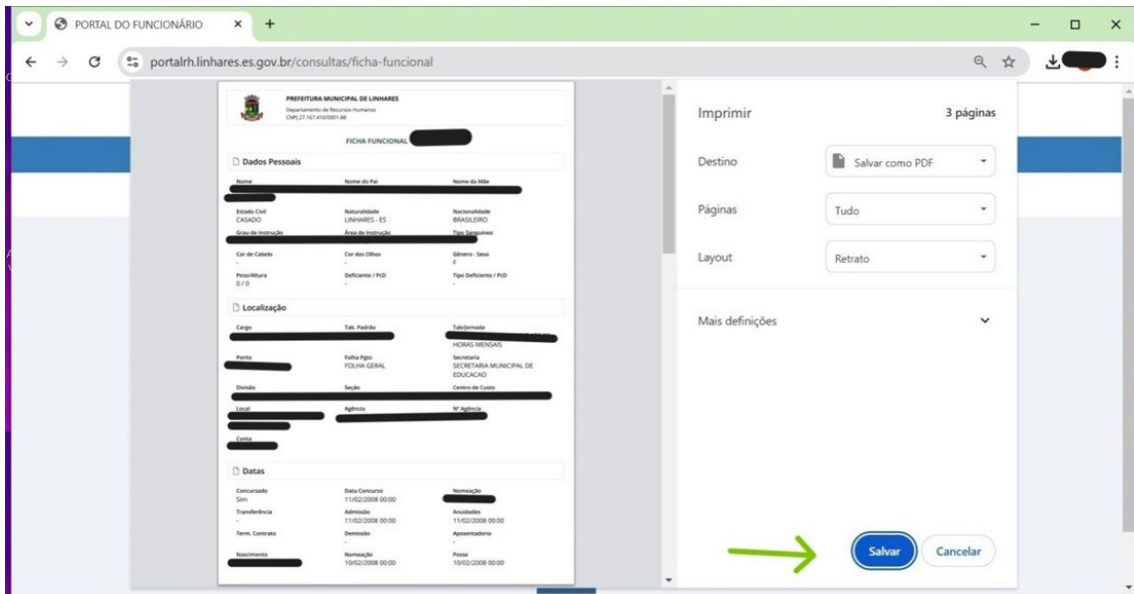 PORTAL DO FUNCIONÁRIO
portalrh.linhares.es.gov.br/consultas/ficha-funcional
PREFEITURA MUNICIPAL DE LINHARES
Departamento de Recursos Humanos
CNPJ 27.167.410/0001-88
FICHA FUNCIONAL
Dados Pessoais
Nome Nome do Pai Nome da Mãe
Estado Civil Naturalidade Nacionalidade
CASADO LINHARES - ES BRASILEIRO
Grau de Instrução Área de Instrução Tipo Sanguíneo
Cor de Cabelo Cor dos Olhos Gênero - Sexo
- - F
Peso/Altura Deficiente / PcD Tipo Deficiente / PcD
0 / 0 - -
Localização
Cargo Tab. Padrão Tab/Jornada
HORAS MENSAIS
Ponto Folha Pgto Secretaria
FOLHA GERAL SECRETARIA MUNICIPAL DE
EDUCACAO
Divisão Seção Centro de Custo
Local Agência Nº Agência
Conta
Datas
Concursado Data Concurso Nomeação
Sim 11/02/2008 00:00
Transferência Admissão Anuidades
- 11/02/2008 00:00 11/02/2008 00:00
Term. Contrato Demissão Aposentadoria
- - -
Nascimento Nomeação Posse
10/02/2008 00:00 10/02/2008 00:00
Imprimir 3 páginas
Destino Salvar como PDF
Páginas Tudo
Layout Retrato
Mais definições
Salvar Cancelar